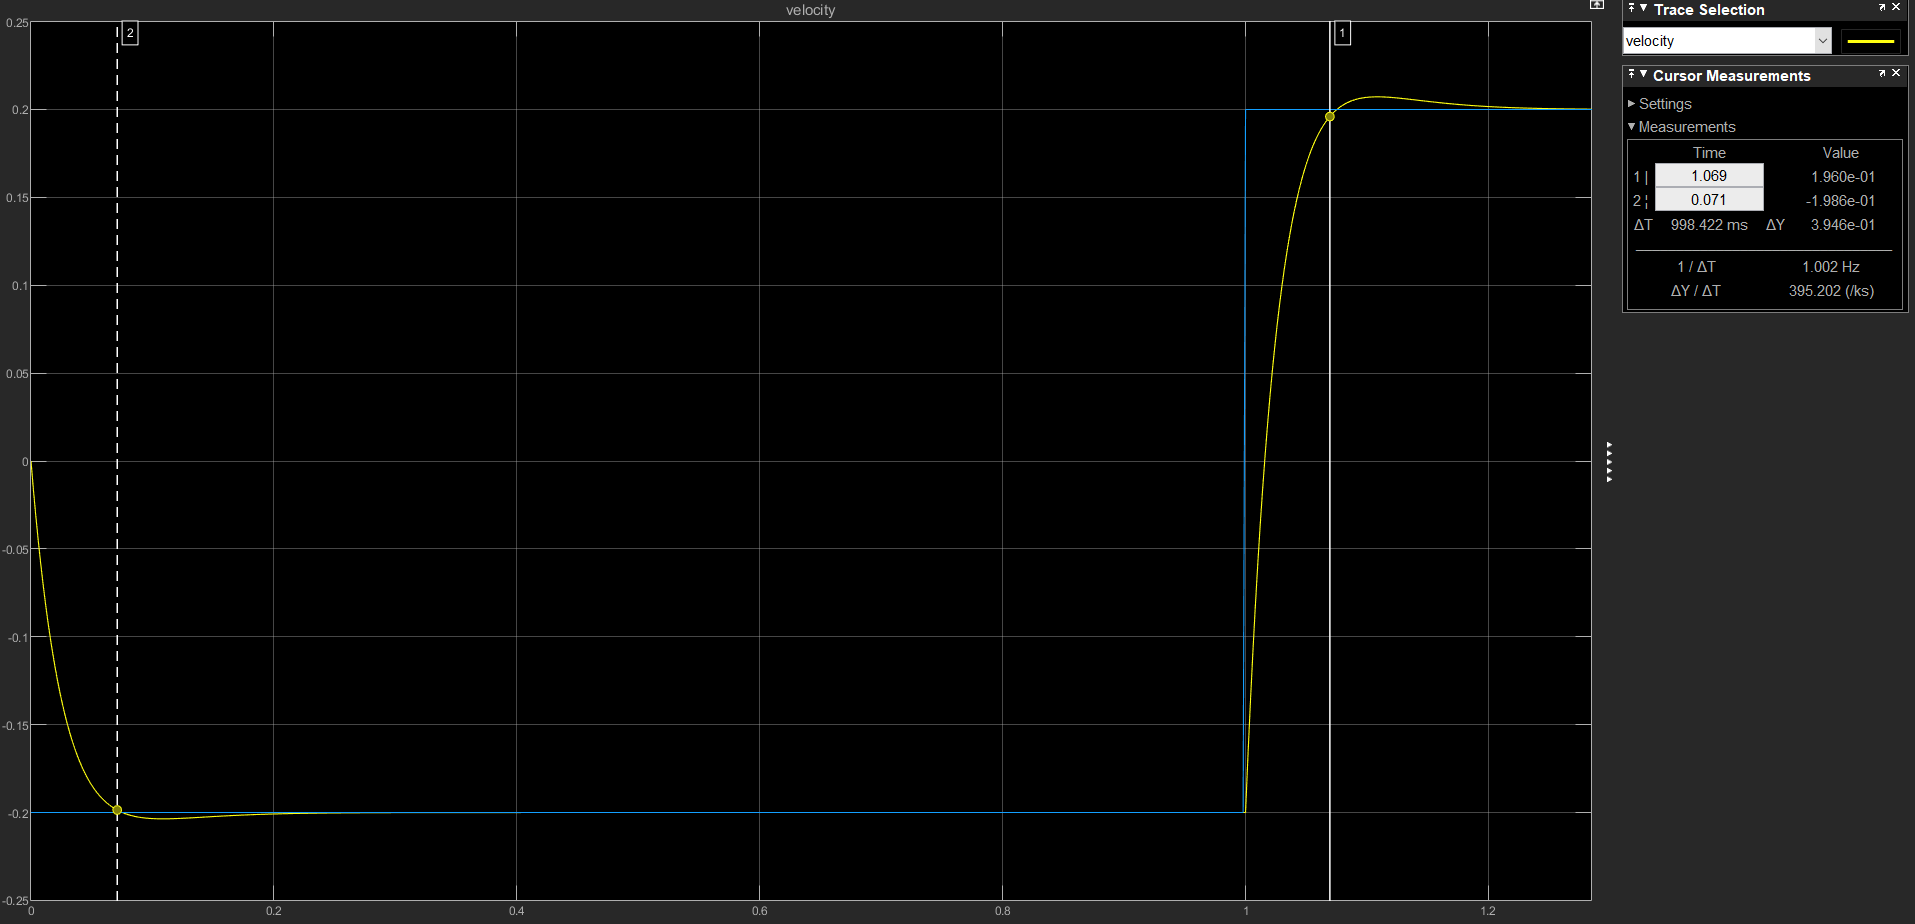 velocity
2
1
0.25
0.2
0.15
0.1
0.05
0
-0.05
-0.1
-0.15
-0.2
-0.25
0
0.2
0.4
0.6
0.8
1
1.2
Trace Selection
velocity
Cursor Measurements
Settings
Measurements
Time Value
1 | 1.069 1.960e-01
2 ¦ 0.071 -1.986e-01
ΔT 998.422 ms ΔY 3.946e-01
1 / ΔT 1.002 Hz
ΔY / ΔT 395.202 (/ks)